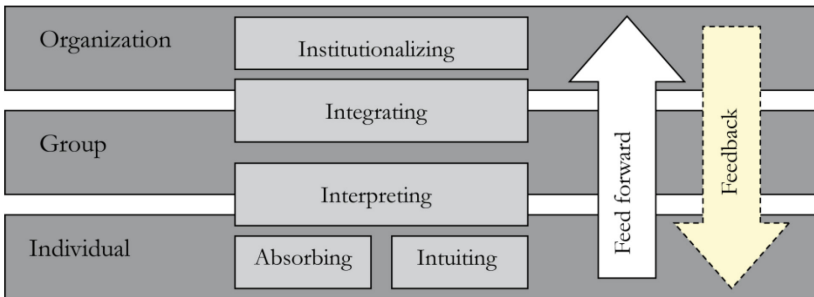 Organization
Institutionalizing
Integrating
Group
Interpreting
Individual
Absorbing
Intuiting
Feed forward
Feedback